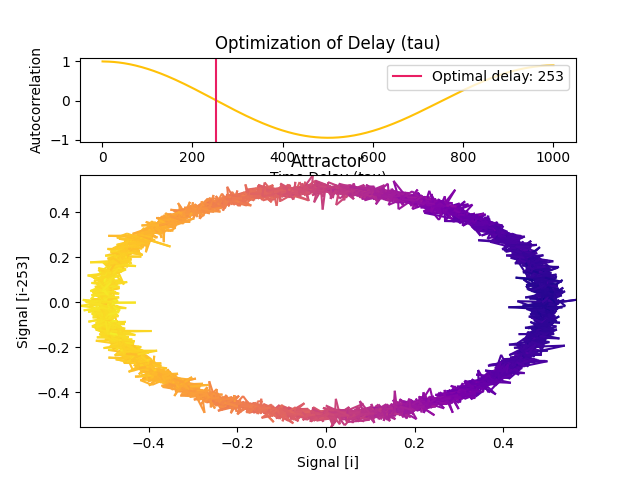 Optimization of Delay (tau)
Autocorrelation
1
0
−1
Optimal delay: 253
0
200
400
600
800
1000
Time Delay (tau)
Attractor
Signal [i-253]
0.4
0.2
0.0
−0.2
−0.4
−0.4
−0.2
0.0
0.2
0.4
Signal [i]